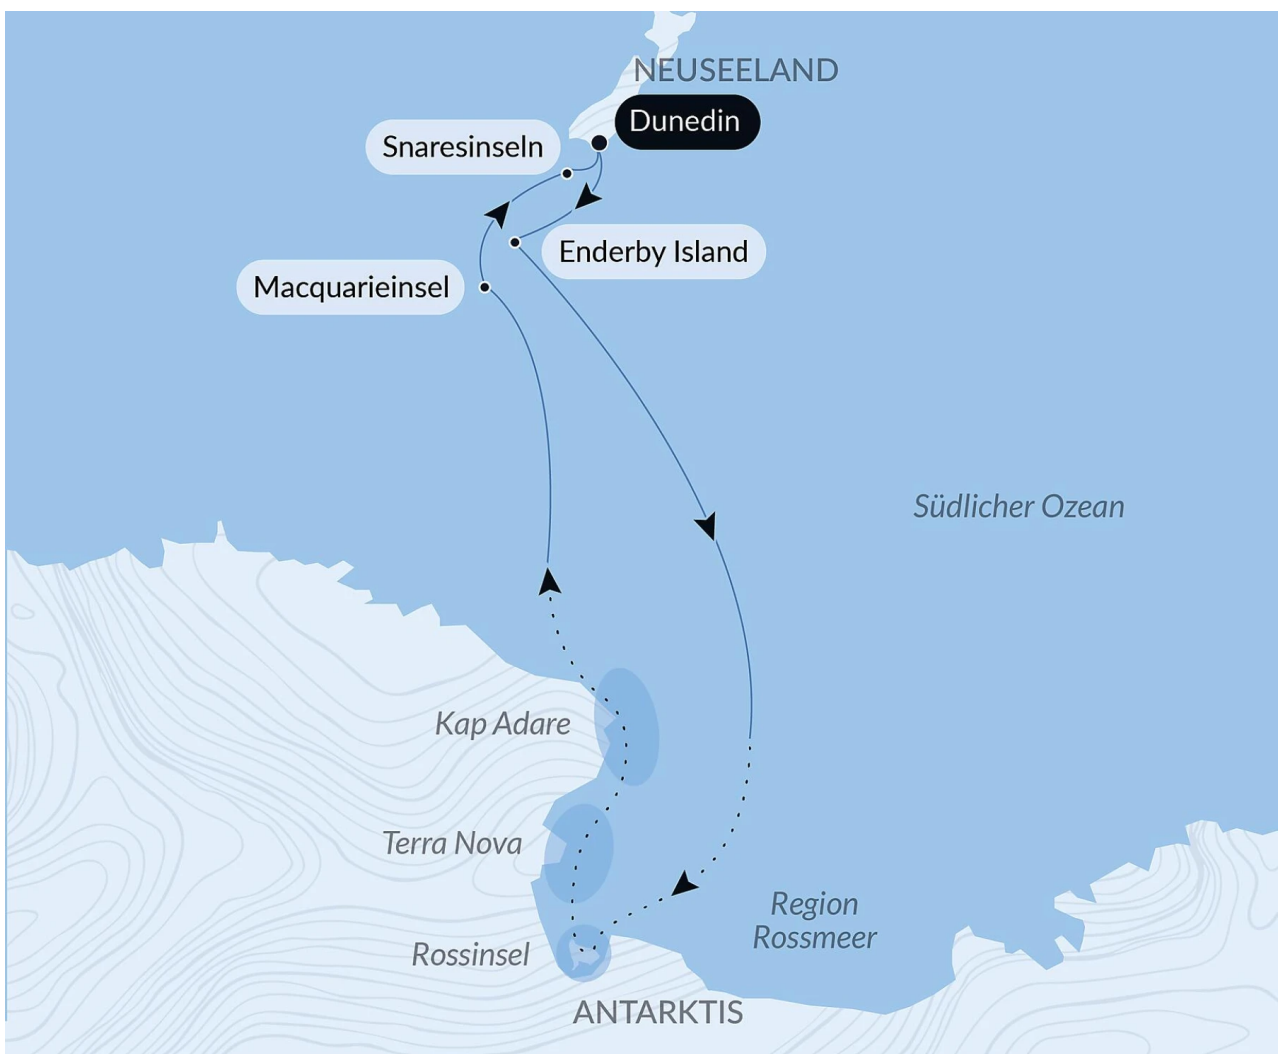 NEUSEELAND
Dunedin
Snaresinseln
Enderby Island
Macquarieinsel
Südlicher Ozean
Kap Adare
Terra Nova
Region
Rossmeer
Rossinsel
ANTARKTIS